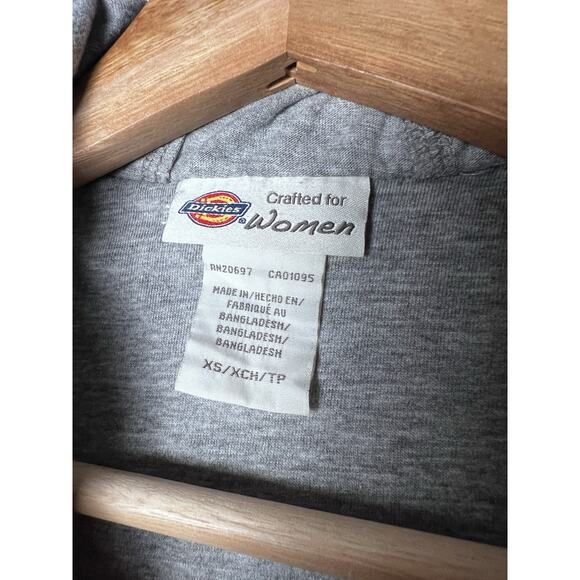 Dickies
Crafted for
Women
RN20697 CA01095
MADE IN/HECHO EN/
FABRIQUÉ AU
BANGLADESH/
BANGLADESH/
BANGLADESH
XS/XCH/TP